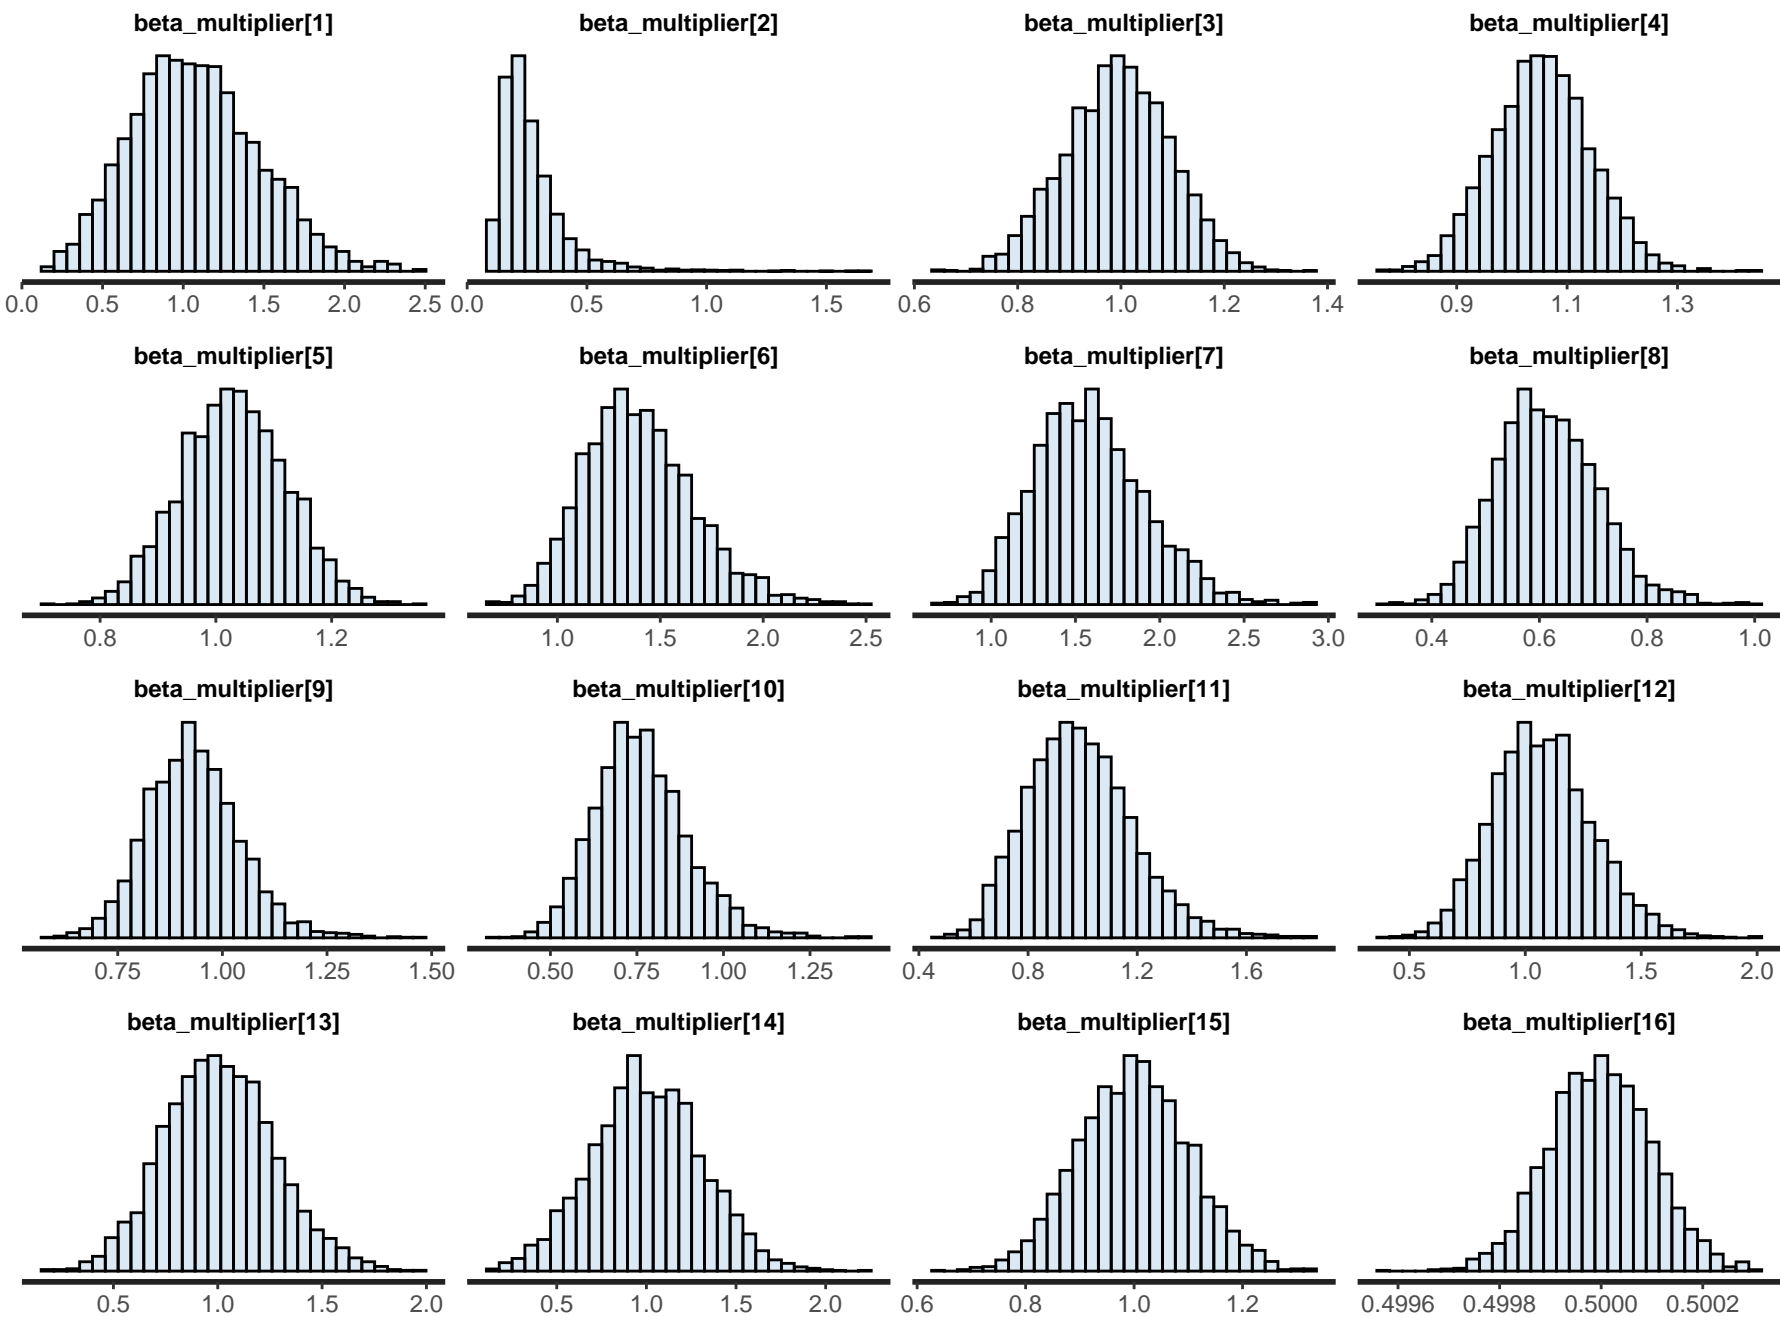 beta_multiplier[1] beta_multiplier[2] beta_multiplier[3] beta_multiplier[4]
0.0 0.5 1.0 1.5 2.0 2.5 0.0 0.5 1.0 1.5 0.6 0.8 1.0 1.2 1.4 0.9 1.1 1.3
beta_multiplier[5] beta_multiplier[6] beta_multiplier[7] beta_multiplier[8]
0.8 1.0 1.2 1.0 1.5 2.0 2.5 1.0 1.5 2.0 2.5 3.0 0.4 0.6 0.8 1.0
beta_multiplier[9] beta_multiplier[10] beta_multiplier[11] beta_multiplier[12]
0.75 1.00 1.25 1.50 0.50 0.75 1.00 1.25 0.4 0.8 1.2 1.6 0.5 1.0 1.5 2.0
beta_multiplier[13] beta_multiplier[14] beta_multiplier[15] beta_multiplier[16]
0.5 1.0 1.5 2.0 0.5 1.0 1.5 2.0 0.6 0.8 1.0 1.2 0.4996 0.4998 0.5000 0.5002